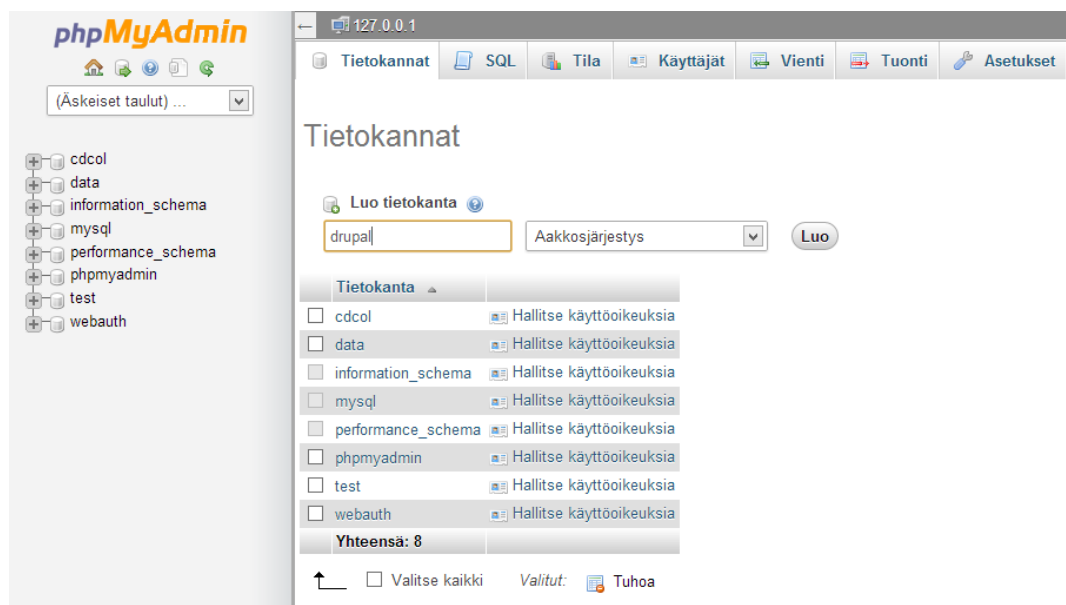 phpMyAdmin
(Äskeiset taulut) ...
cdcol
data
information_schema
mysql
performance_schema
phpmyadmin
test
webauth
127.0.0.1
Tietokannat SQL Tila Käyttäjät Vienti Tuonti Asetukset
Tietokannat
Luo tietokanta
drupal Aakkosjärjestys Luo
Tietokanta
cdcol Hallitse käyttöoikeuksia
data Hallitse käyttöoikeuksia
information_schema Hallitse käyttöoikeuksia
mysql Hallitse käyttöoikeuksia
performance_schema Hallitse käyttöoikeuksia
phpmyadmin Hallitse käyttöoikeuksia
test Hallitse käyttöoikeuksia
webauth Hallitse käyttöoikeuksia
Yhteensä: 8
Valitse kaikki Valitut: Tuhoa